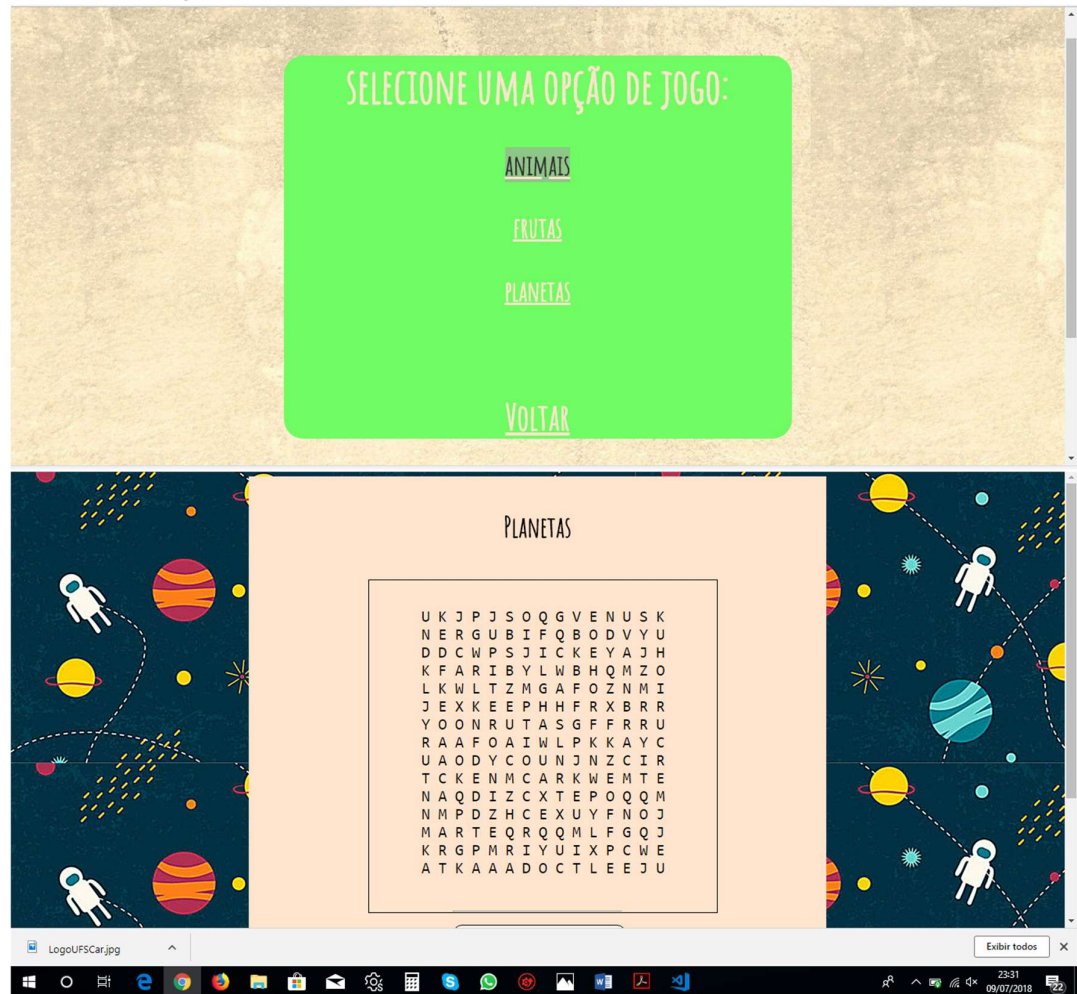 SELECIONE UMA OPÇÃO DE JOGO:
ANIMAIS
FRUTAS
PLANETAS
VOLTAR
PLANETAS
U K J P J S O Q G V E N U S K
N E R G U B I F Q B O D V Y U
D D C W P S J I C K E Y A J H
K F A R I B Y L W B H Q M Z O
L K W L T Z M G A F O Z N M I
J E X K E E P H H F R X B R R
Y O O N R U T A S G F F R R U
R A A F O A I W L P K K A Y C
U A O D Y C O U N J N Z C I R
T C K E N M C A R K W E M T E
N A Q D I Z C X T E P O Q Q M
N M P D Z H C E X U Y F N O J
M A R T E Q R Q Q M L F G Q J
K R G P M R I Y U I X P C W E
A T K A A A D O C T L E E J U
LogoUFSCar.jpg
Exibir todos
23:31
09/07/2018
22